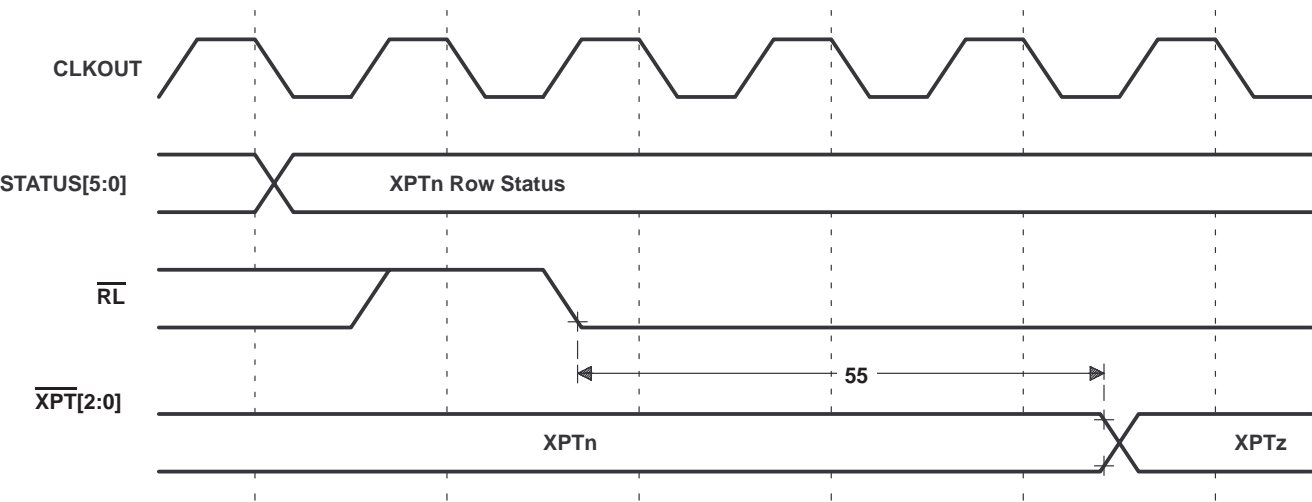 CLKOUT
STATUS[5:0]
XPTn Row Status
RL
55
XPT[2:0]
XPTn
XPTz